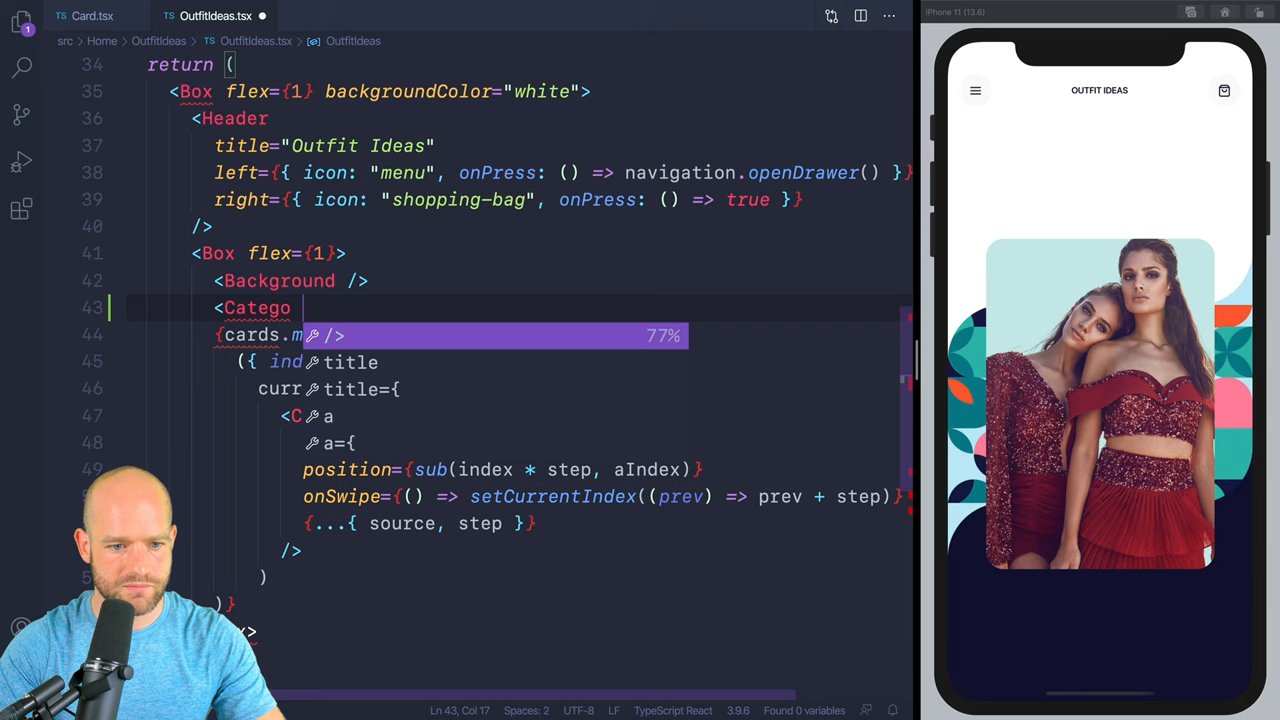 Card.tsx
OutfitIdeas.tsx
src > Home > OutfitIdeas > OutfitIdeas.tsx > OutfitIdeas
34 return (
35 <Box flex={1} backgroundColor="white">
36 <Header
37 title="Outfit Ideas"
38 left={{ icon: "menu", onPress: () => navigation.openDrawer() }}
39 right={{ icon: "shopping-bag", onPress: () => true }}
40 />
41 <Box flex={1}>
42 <Background />
43 <Catego
/> 77%
44 {cards.m
title
45 ({ ind
title={
46 curr
a
47 <C
a={
48
49 position={sub(index * step, aIndex)}
onSwipe={() => setCurrentIndex((prev) => prev + step)}
{...{ source, step }}
/>
)
)}
Ln 43, Col 17 Spaces: 2 UTF-8 LF TypeScript React 3.9.6 Found 0 variables
iPhone 11 (13.6)
OUTFIT IDEAS